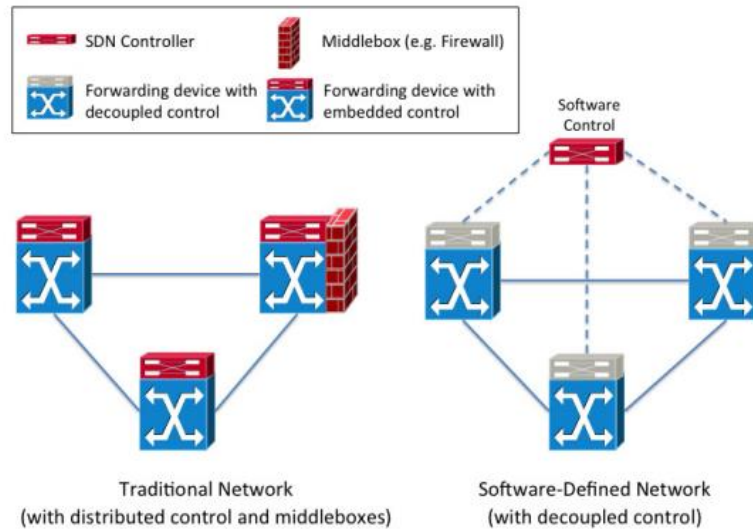 SDN Controller
Middlebox (e.g. Firewall)
Forwarding device with
decoupled control
Forwarding device with
embedded control
Software
Control
Traditional Network
(with distributed control and middleboxes)
Software-Defined Network
(with decoupled control)